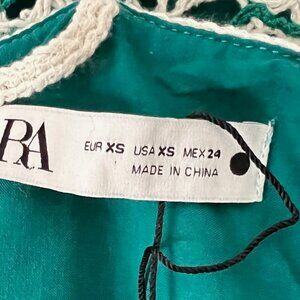 RA
EUR XS USA XS MEX 24
MADE IN CHINA